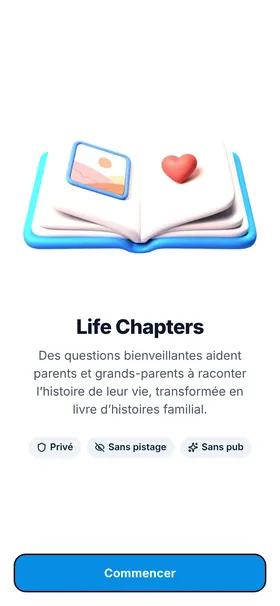 Life Chapters
Des questions bienveillantes aident
parents et grands-parents à raconter
l’histoire de leur vie, transformée en
livre d’histoires familial.
Privé
Sans pistage
Sans pub
Commencer